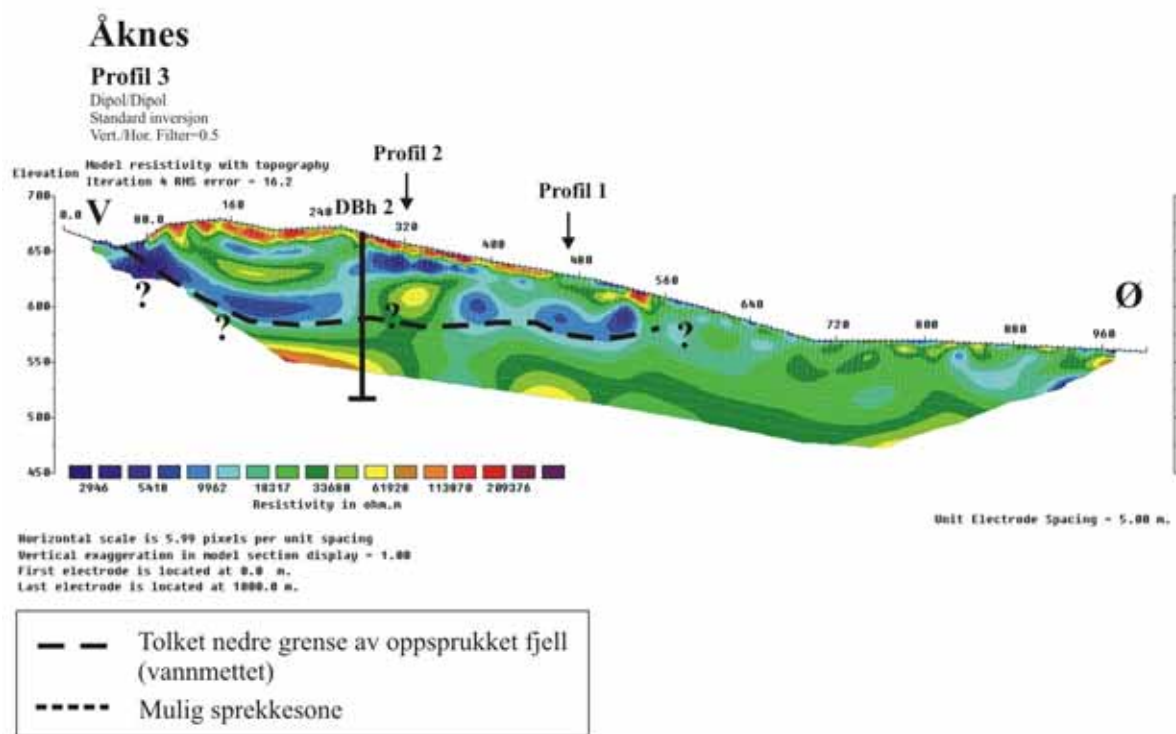 Åknes
Profil 3
Dipol/Dipol
Standard inversjon
Vert./Hor. Filter=0.5
Model resistivity with topography
Elevation
Iteration 4 RMS error = 16.2
Profil 2
Profil 1
700
650
600
550
500
450
0.0
V
80.0
160
240
DBh 2
320
400
480
560
640
720
800
880
960
Ø
?
?
?
?
2946
5410
9962
18317
33680
61928
113870
209376
Resistivity in ohm.m
Unit Electrode Spacing = 5.00 m.
Horizontal scale is 5.99 pixels per unit spacing
Vertical exaggeration in model section display = 1.00
First electrode is located at 0.0 m.
Last electrode is located at 1000.0 m.
Tolket nedre grense av oppsprukket fjell
(vannmettet)
Mulig sprekkesone